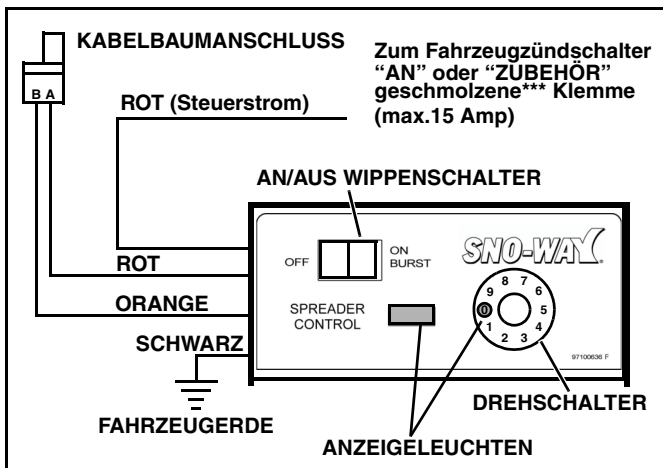 KABELBAUMANSCHLUSS
Zum Fahrzeugzündschalter
“AN” oder “ZUBEHÖR”
geschmolzene*** Klemme
(max.15 Amp)
B A
ROT (Steuerstrom)
AN/AUS WIPPENSCHALTER
OFF
ON
BURST
SNO-WAY®
ROT
ORANGE
SCHWARZ
SPREADER
CONTROL
8 7
9 6
0 5
1 4
2 3
97100636 F
FAHRZEUGERDE
DREHSCHALTER
ANZEIGELEUCHTEN